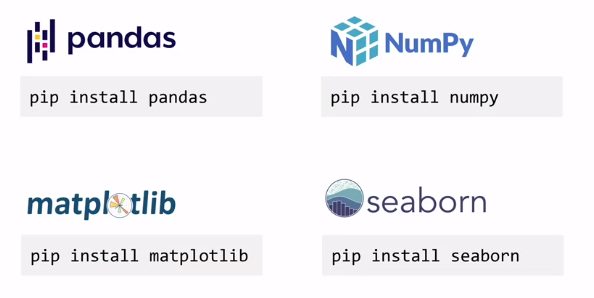 pandas
pip install pandas
NumPy
pip install numpy
matplotlib
pip install matplotlib
seaborn
pip install seaborn